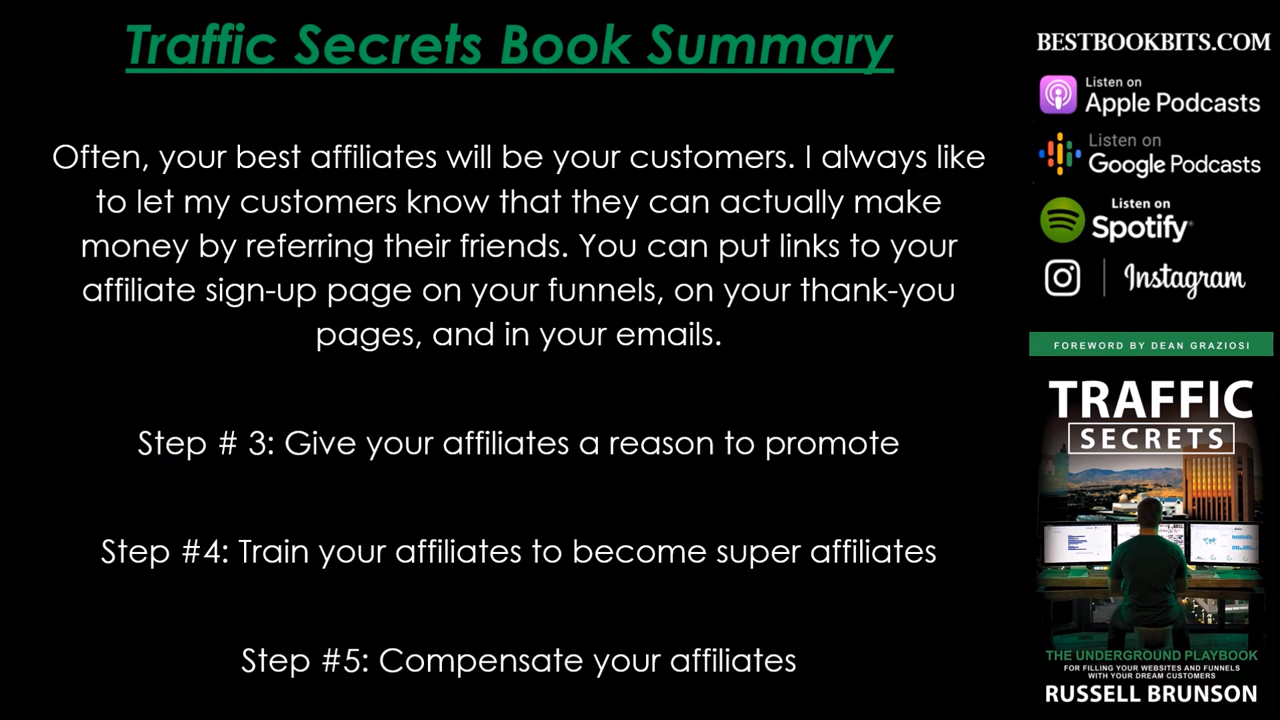 Traffic Secrets Book Summary
Often, your best affiliates will be your customers. I always like
to let my customers know that they can actually make
money by referring their friends. You can put links to your
affiliate sign-up page on your funnels, on your thank-you
pages, and in your emails.
Step # 3: Give your affiliates a reason to promote
Step #4: Train your affiliates to become super affiliates
Step #5: Compensate your affiliates
BESTBOOKBITS.COM
Listen on
Apple Podcasts
Listen on
Google Podcasts
Listen on
Spotify
Instagram
FOREWORD BY DEAN GRAZIOSI
TRAFFIC
SECRETS
THE UNDERGROUND PLAYBOOK
FOR FILLING YOUR WEBSITES AND FUNNELS
WITH YOUR DREAM CUSTOMERS
RUSSELL BRUNSON